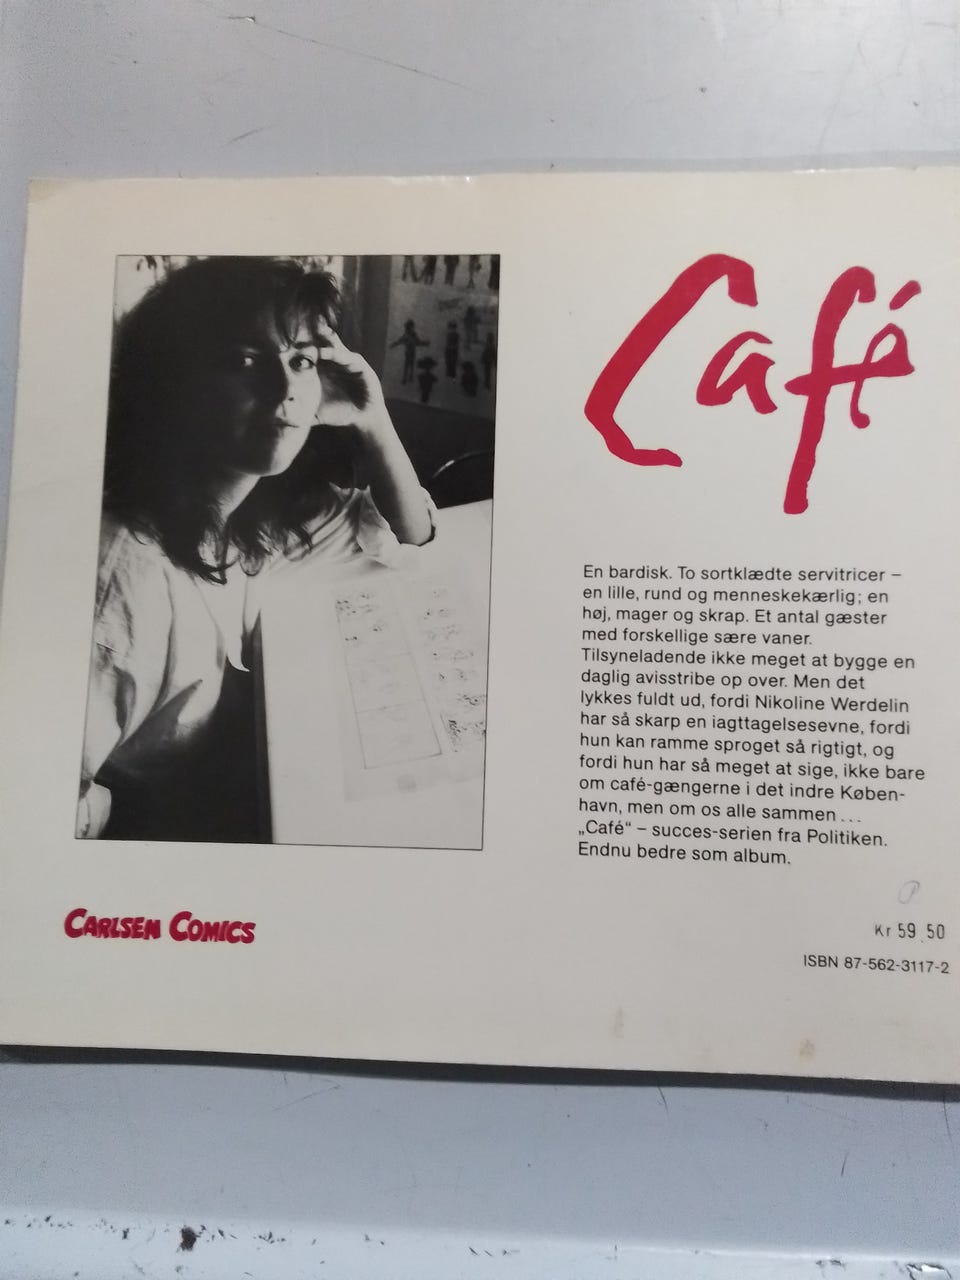 Café
En bardisk. To sortklædte servitricer –
en lille, rund og menneskekærlig; en
høj, mager og skrap. Et antal gæster
med forskellige sære vaner.
Tilsyneladende ikke meget at bygge en
daglig avisstribe op over. Men det
lykkes fuldt ud, fordi Nikoline Werdelin
har så skarp en iagttagelsesevne, fordi
hun kan ramme sproget så rigtigt, og
fordi hun har så meget at sige, ikke bare
om café-gængerne i det indre Køben-
havn, men om os alle sammen ...
„Café“ – succes-serien fra Politiken.
Endnu bedre som album.
CARLSEN COMICS
Kr 59.50
ISBN 87-562-3117-2